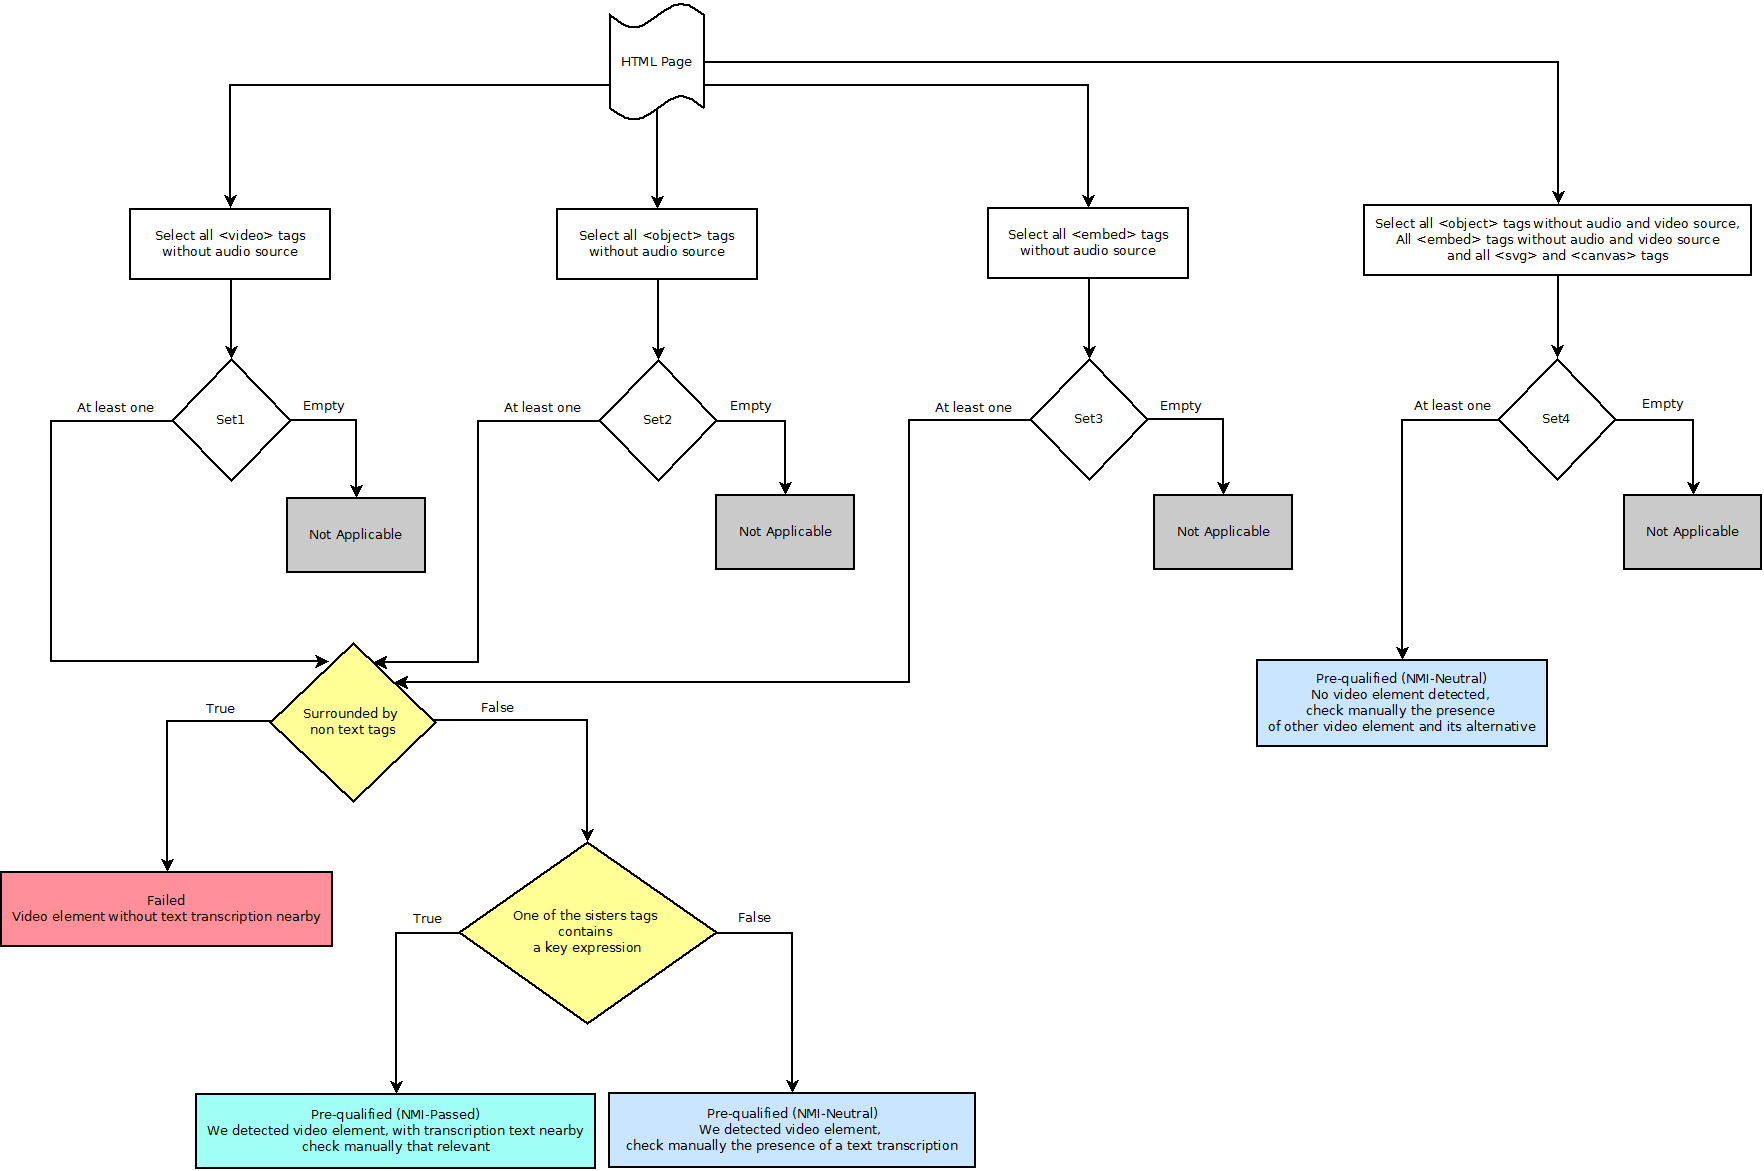 HTML Page
Select all <video> tags
without audio source
Select all <object> tags
without audio source
Select all <embed> tags
without audio source
Select all <object> tags without audio and video source,
All <embed> tags without audio and video source
and all <svg> and <canvas> tags
At least one
Set1
Empty
At least one
Set2
Empty
At least one
Set3
Empty
At least one
Set4
Empty
Not Applicable
Not Applicable
Not Applicable
Not Applicable
Pre-qualified (NMI-Neutral)
No video element detected,
check manually the presence
of other video element and its alternative
True
Surrounded by
non text tags
False
Failed
Video element without text transcription nearby
True
One of the sisters tags
contains
a key expression
False
Pre-qualified (NMI-Passed)
We detected video element, with transcription text nearby
check manually that relevant
Pre-qualified (NMI-Neutral)
We detected video element,
check manually the presence of a text transcription